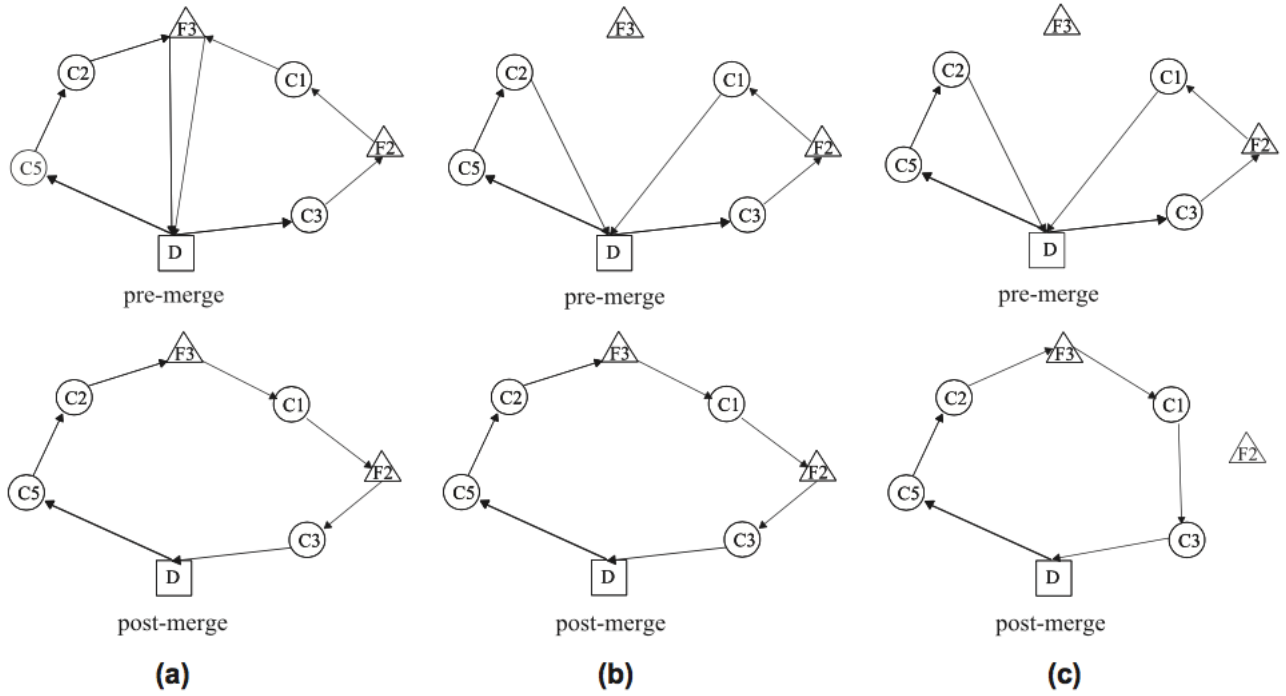 F3 F3 F3
C2 C1 C2 C1 C2 C1
F2 F2 F2
C5 C5 C5
C3 C3 C3
D D D
pre-merge pre-merge pre-merge
F3 F3 F3
C2 C1 C2 C1 C2 C1
F2 F2 F2
C5 C5 C5
C3 C3 C3
D D D
post-merge post-merge post-merge
(a) (b) (c)